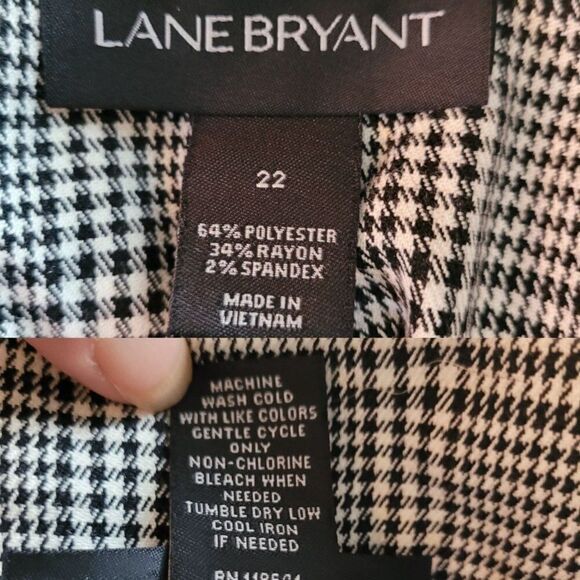 LANE BRYANT
22
64% POLYESTER
34% RAYON
2% SPANDEX
MADE IN
VIETNAM
MACHINE
WASH COLD
WITH LIKE COLORS
GENTLE CYCLE
ONLY
NON-CHLORINE
BLEACH WHEN
NEEDED
TUMBLE DRY LOW
COOL IRON
IF NEEDED
RN